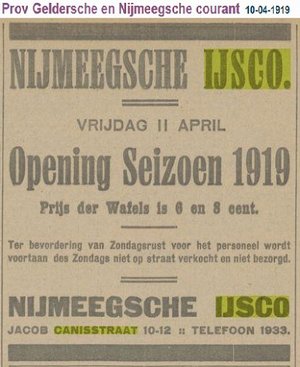 Prov Geldersche en Nijmeegsche courant 10-04-1919
NIJMEEGSCHE IJSCO.
VRIJDAG 11 APRIL
Opening Seizoen 1919
Prijs der Wafels is 6 en 8 cent.
Ter bevordering van Zondagsrust voor het personeel wordt
voortaan des Zondags niet op straat verkocht en niet bezorgd.
NIJMEEGSCHE IJSCO
JACOB CANISSTRAAT 10-12 :: TELEFOON 1933.